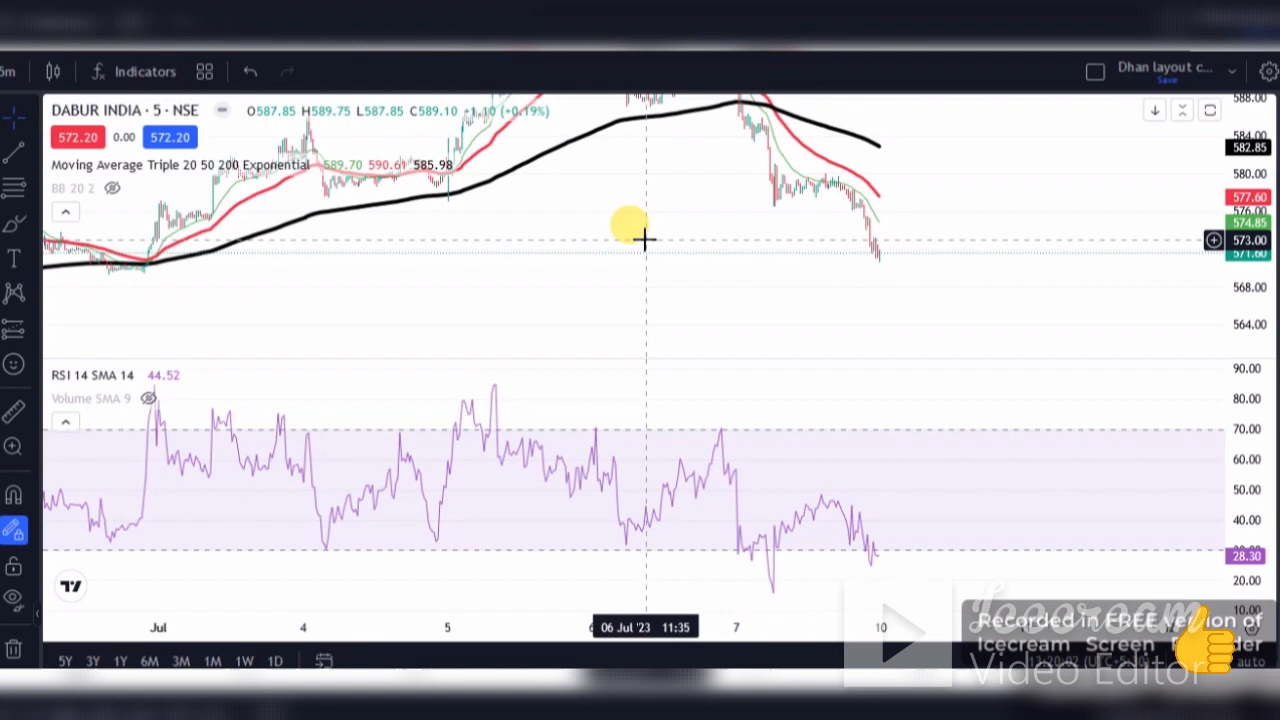 5m Indicators Dhan layout c...
Save
DABUR INDIA · 5 · NSE O587.85 H589.75 L587.85 C589.10 +1.10 (+0.19%)
572.20 0.00 572.20
Moving Average Triple 20 50 200 Exponential 589.70 590.61 585.98
BB 20 2
588.00
584.00
582.85
580.00
577.60
576.00
574.85
573.00
571.60
568.00
564.00
RSI 14 SMA 14 44.52
Volume SMA 9
90.00
80.00
70.00
60.00
50.00
40.00
28.30
20.00
10.00
Jul 4 5 06 Jul '23 11:35 7 10
Icecream
Recorded in FREE version of
Icecream Screen
Video Editor
5Y 3Y 1Y 6M 3M 1M 1W 1D auto